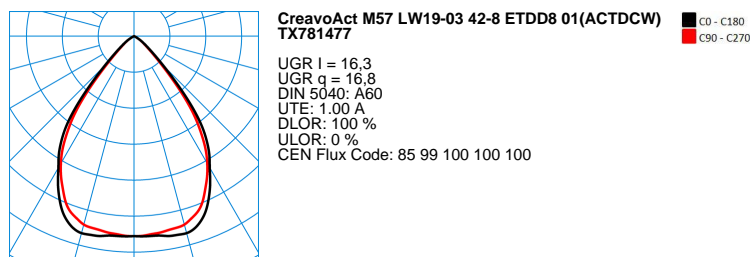 CreavoAct M57 LW19-03 42-8 ETDD8 01(ACTDCW)
TX781477
UGR l = 16,3
UGR q = 16,8
DIN 5040: A60
UTE: 1.00 A
DLOR: 100 %
ULOR: 0 %
CEN Flux Code: 85 99 100 100 100
C0 - C180
C90 - C270